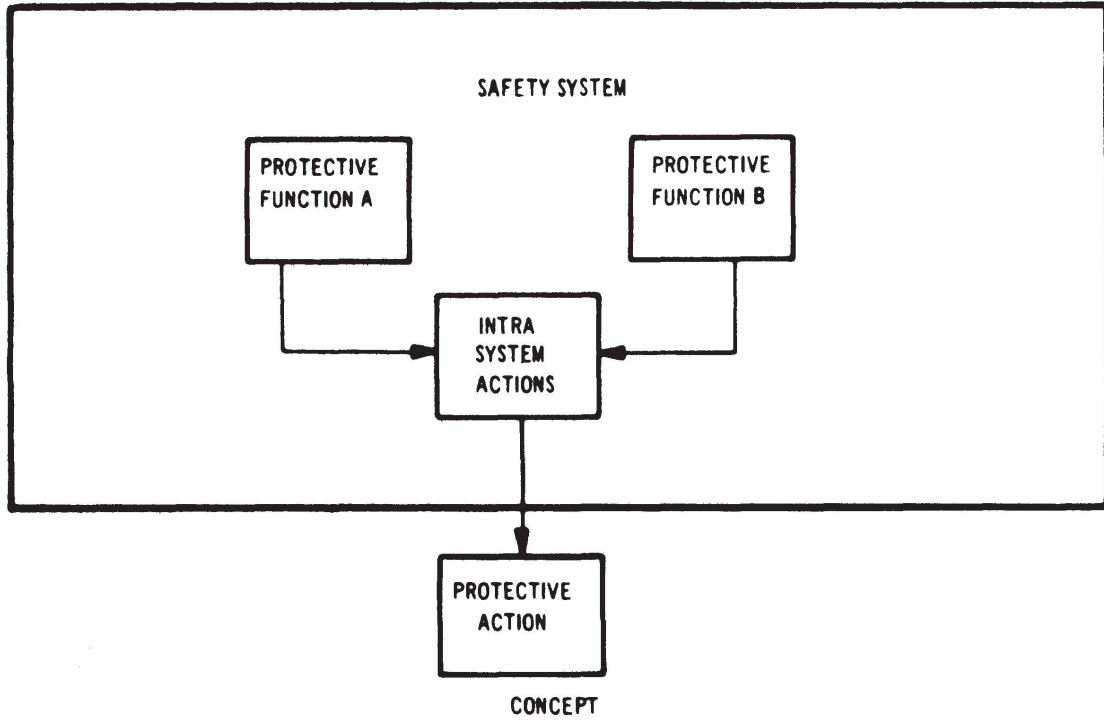 SAFETY SYSTEM
PROTECTIVE
FUNCTION A
PROTECTIVE
FUNCTION B
INTRA
SYSTEM
ACTIONS
PROTECTIVE
ACTION
CONCEPT